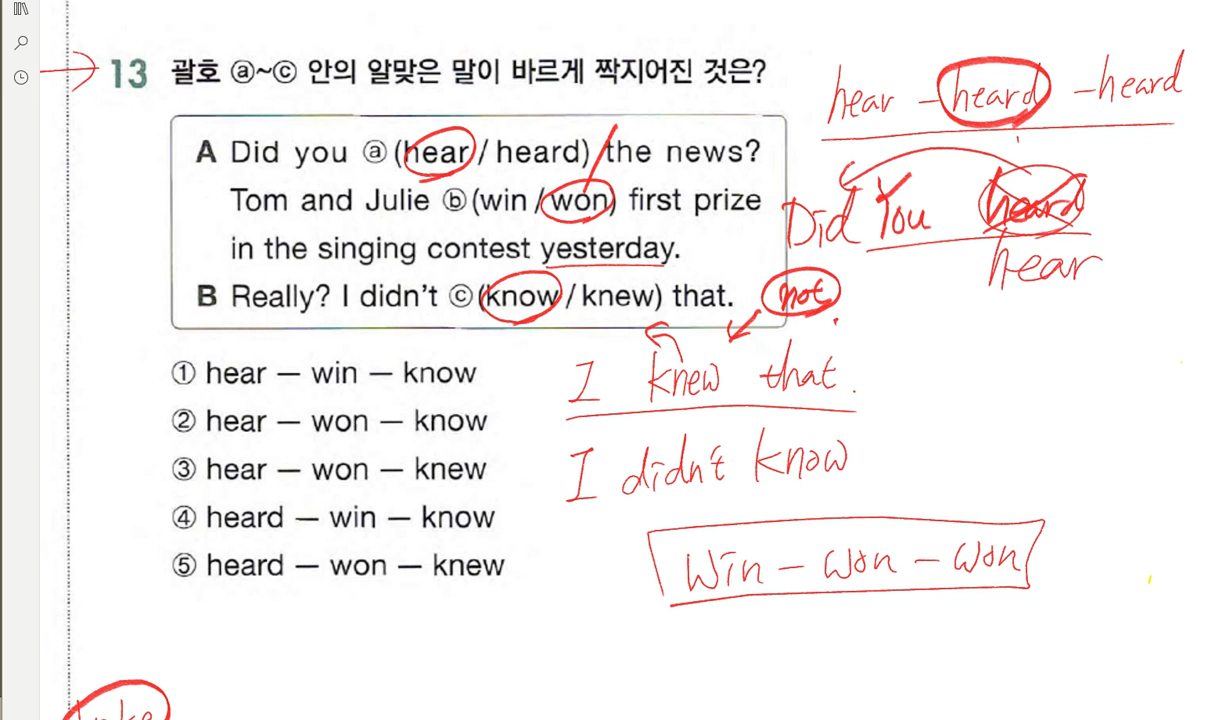 13 괄호 ⓐ~ⓒ 안의 알맞은 말이 바르게 짝지어진 것은?
hear - heard - heard
A Did you ⓐ (hear / heard) the news?
Tom and Julie ⓑ (win / won) first prize
in the singing contest yesterday.
B Really? I didn't ⓒ (know / knew) that.
Did You heard
hear
not
① hear – win – know
② hear – won – know
③ hear – won – knew
④ heard – win – know
⑤ heard – won – knew
I knew that.
I didn't know
Win - Won - Won